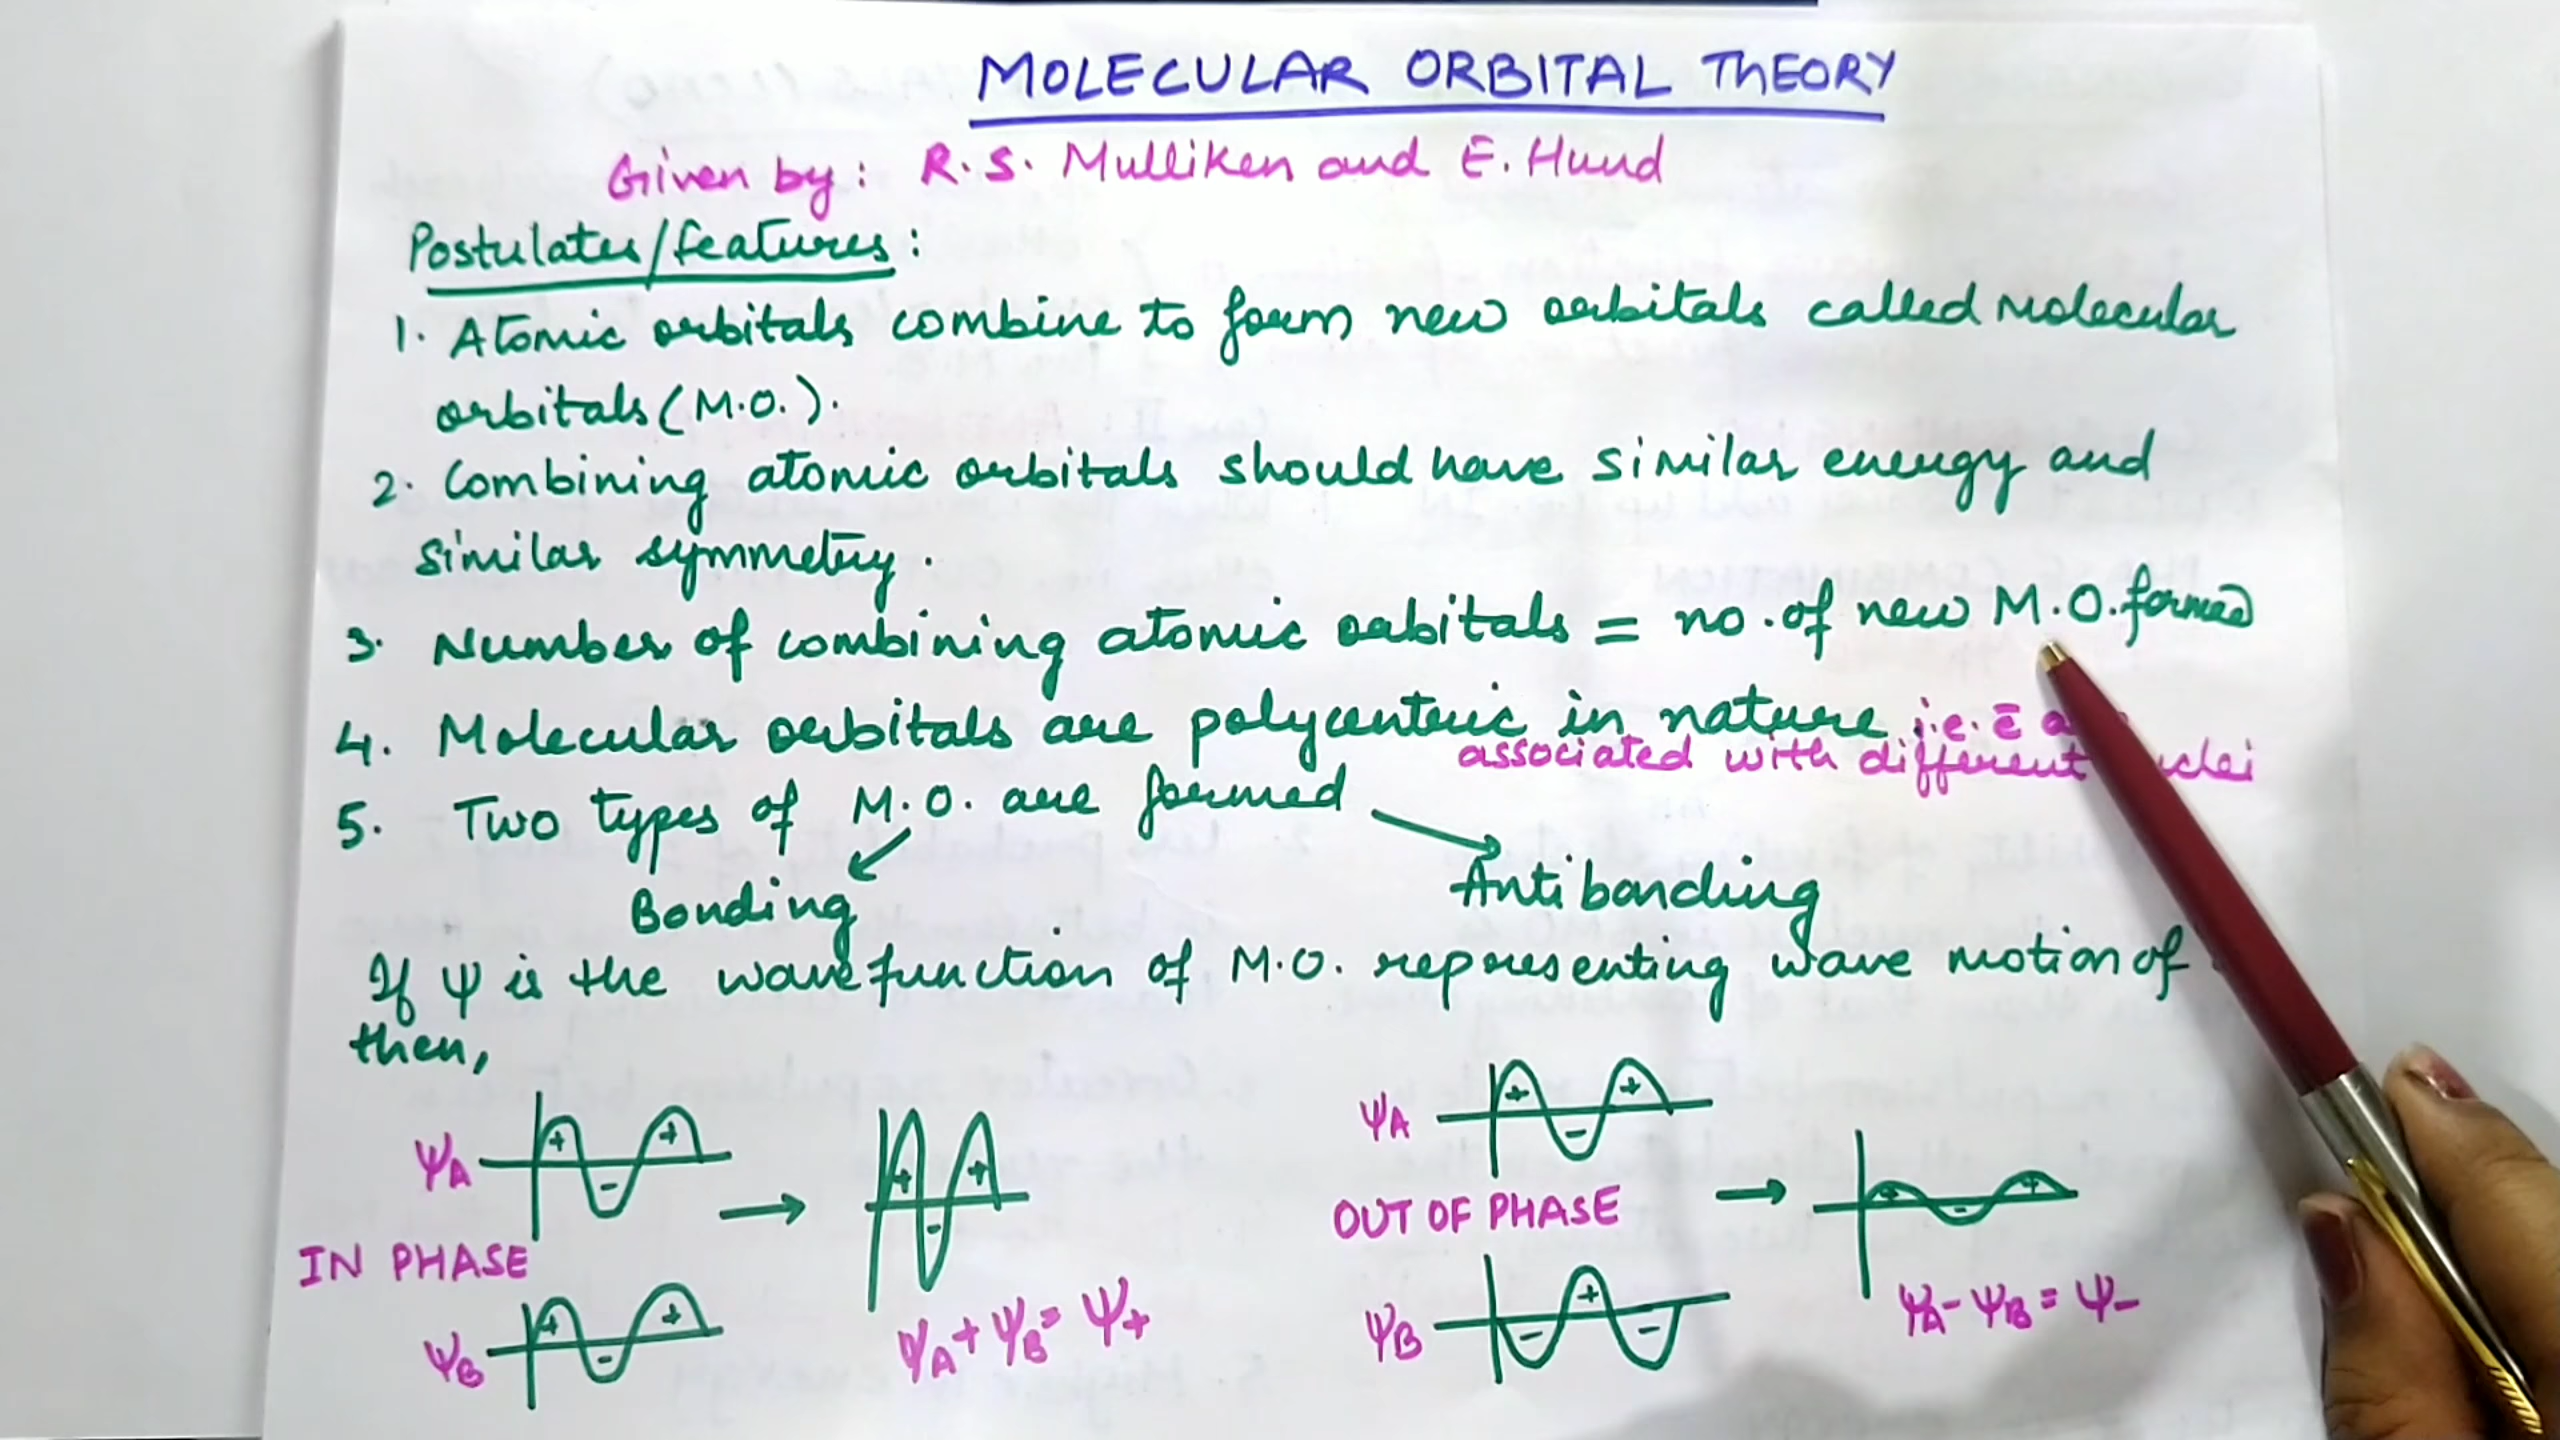 MOLECULAR ORBITAL THEORY
Given by: R.S. Mulliken and E. Hund
Postulates/features:
1. Atomic orbitals combine to form new orbitals called Molecular
orbitals (M.O.).
2. Combining atomic orbitals should have similar energy and
similar symmetry.
3. Number of combining atomic orbitals = no. of new M.O. formed
4. Molecular orbitals are polycentric in nature i.e. ē
associated with different
5. Two types of M.O. are formed
Bonding Antibonding
If ψ is the wave function of M.O. representing wave motion of
then,
ψA + - + + - +
IN PHASE
ψB + - +
ψA + ψB = ψ+
ψA + - + + - +
OUT OF PHASE
ψB - + -
ψA - ψB = ψ-